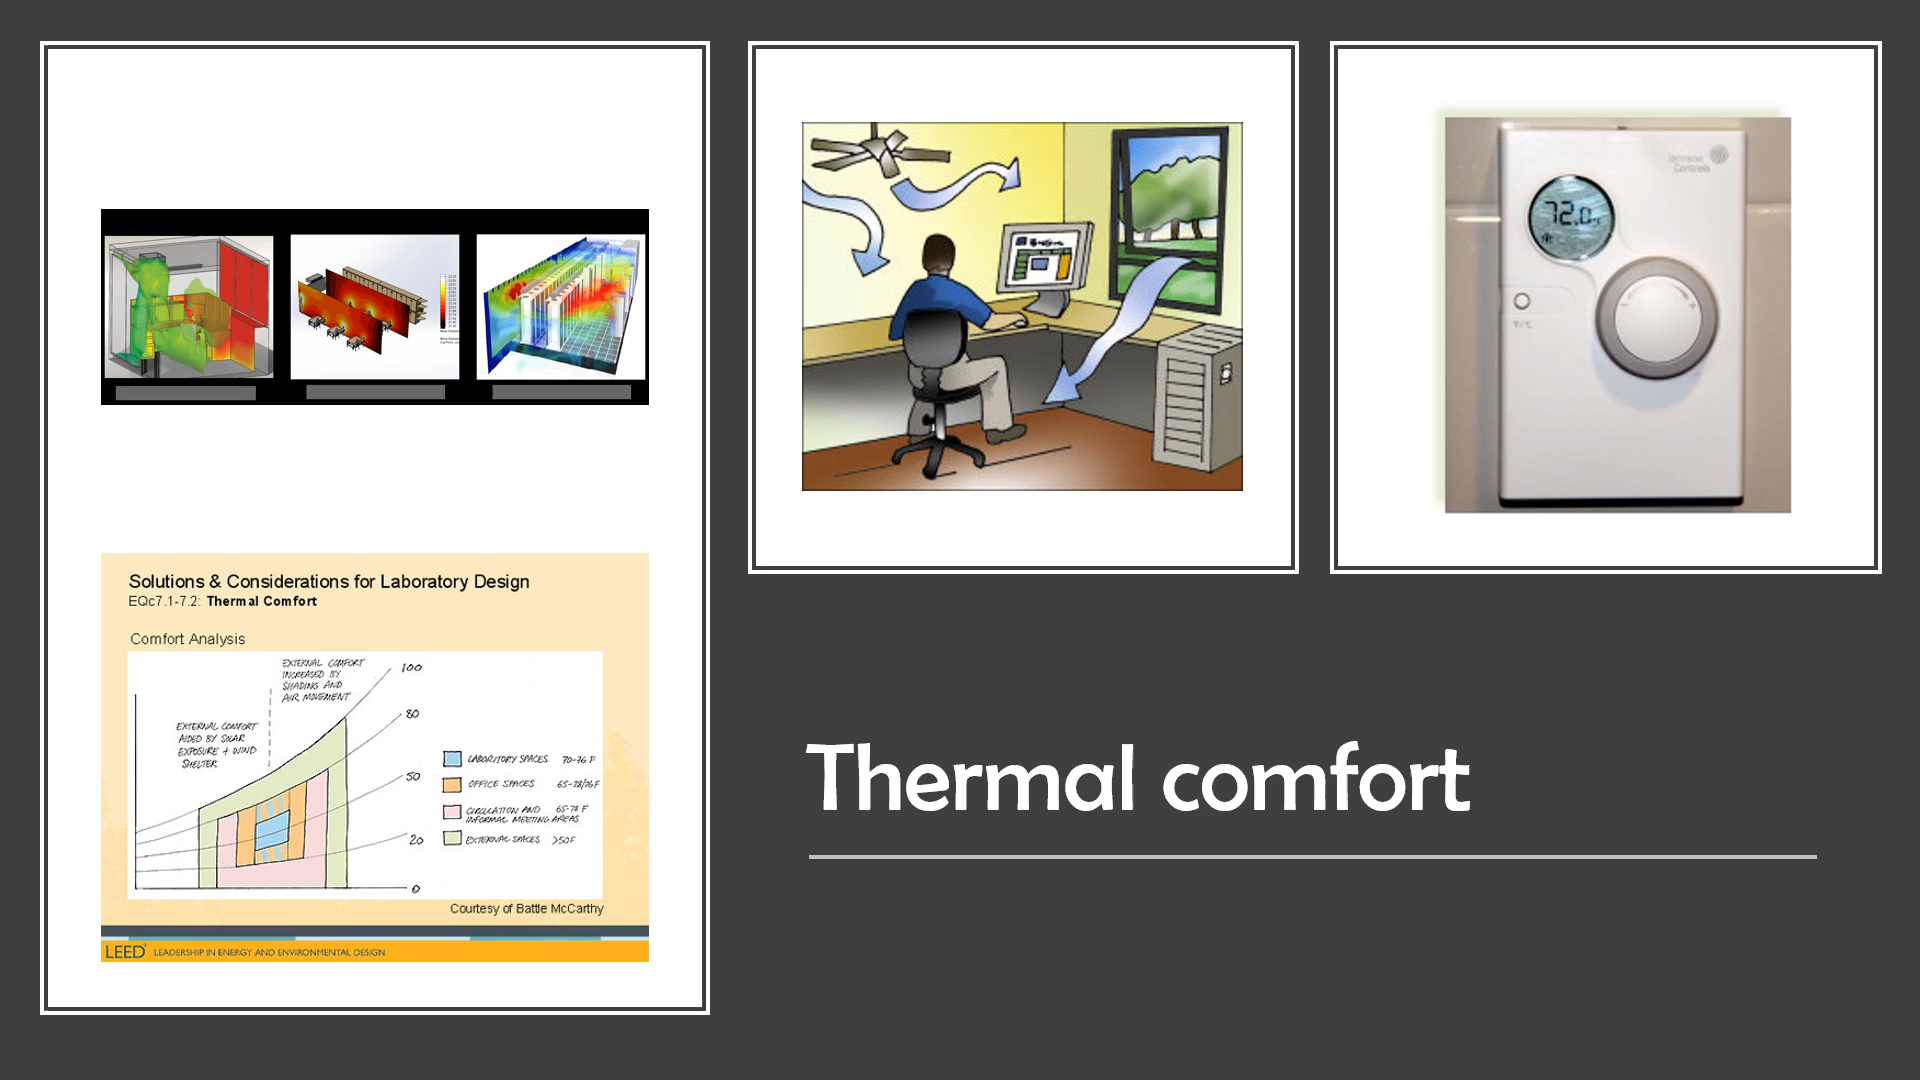 Solutions & Considerations for Laboratory Design
EQc7.1-7.2: Thermal Comfort
Comfort Analysis
EXTERNAL COMFORT
INCREASED BY
SHADING AND
AIR MOVEMENT
100
EXTERNAL COMFORT
AIDED BY SOLAR
EXPOSURE + WIND
SHELTER
80
50
20
0
LABORITORY SPACES 70-76 F
OFFICE SPACES
CIRCULATION AND 65-78 F
INFORMAL MEETING AREAS
EXTERNAL SPACES >50F
Courtesy of Battle McCarthy
LEED® LEADERSHIP IN ENERGY AND ENVIRONMENTAL DESIGN
Johnson
Controls
72.0
°F/°C
Thermal comfort